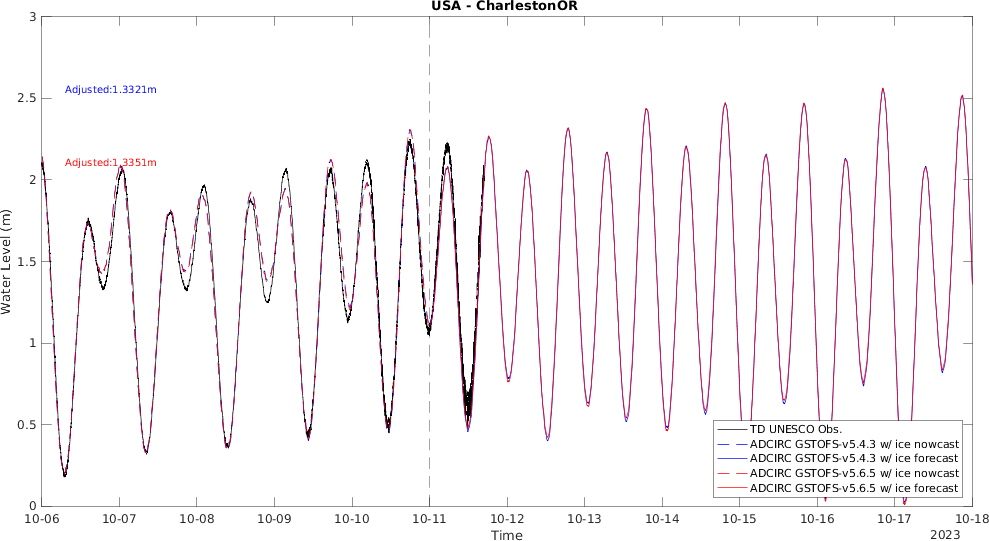 USA - CharlestonOR
3
2.5
2
1.5
1
0.5
0
Water Level (m)
Adjusted:1.3321m
Adjusted:1.3351m
TD UNESCO Obs.
ADCIRC GSTOFS-v5.4.3 w/ ice nowcast
ADCIRC GSTOFS-v5.4.3 w/ ice forecast
ADCIRC GSTOFS-v5.6.5 w/ ice nowcast
ADCIRC GSTOFS-v5.6.5 w/ ice forecast
10-06 10-07 10-08 10-09 10-10 10-11 10-12 10-13 10-14 10-15 10-16 10-17 10-18
Time
2023